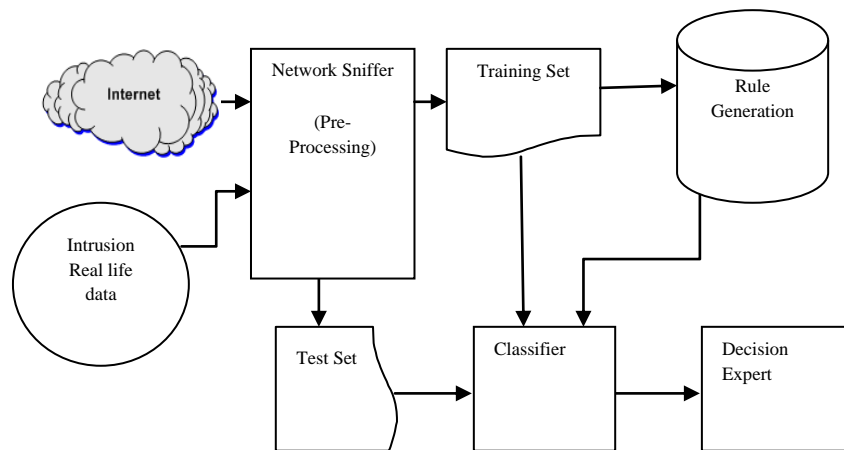 Internet
Network Sniffer
(Pre-
Processing)
Training Set
Rule
Generation
Intrusion
Real life
data
Test Set
Classifier
Decision
Expert